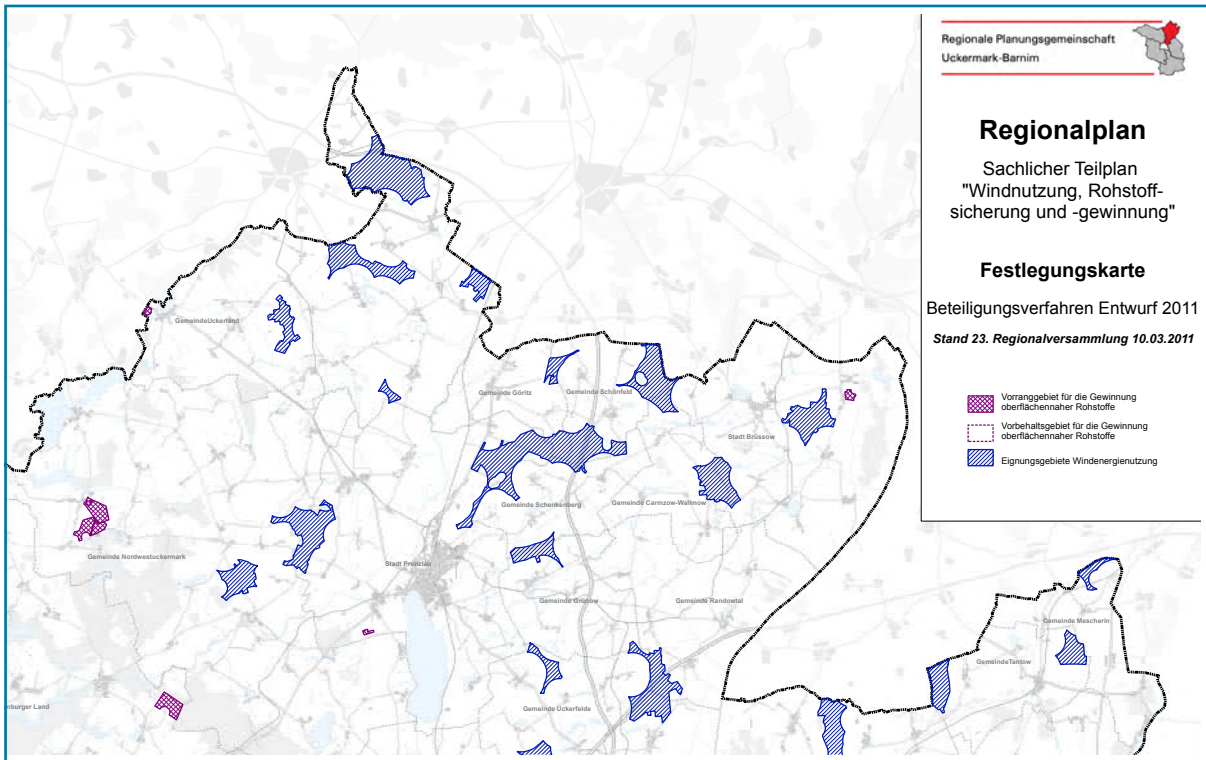 Regionale Planungsgemeinschaft
Uckermark-Barnim
Regionalplan
Sachlicher Teilplan
"Windnutzung, Rohstoff-
sicherung und -gewinnung"
Festlegungskarte
Beteiligungsverfahren Entwurf 2011
Stand 23. Regionalversammlung 10.03.2011
Vorranggebiet für die Gewinnung
oberflächennaher Rohstoffe
Vorbehaltsgebiet für die Gewinnung
oberflächennaher Rohstoffe
Eignungsgebiete Windenergienutzung
GemeindeUckerland
Gemeinde Göritz
Gemeinde Schönfeld
Stadt Brüssow
Gemeinde Schenkenberg
Gemeinde Carmzow-Wallmow
Gemeinde Nordwestuckermark
Stadt Prenzlau
Gemeinde Grünow
Gemeinde Randowtal
Gemeinde Mescherin
GemeindeTantow
Gemeinde Uckerfelde
nburger Land